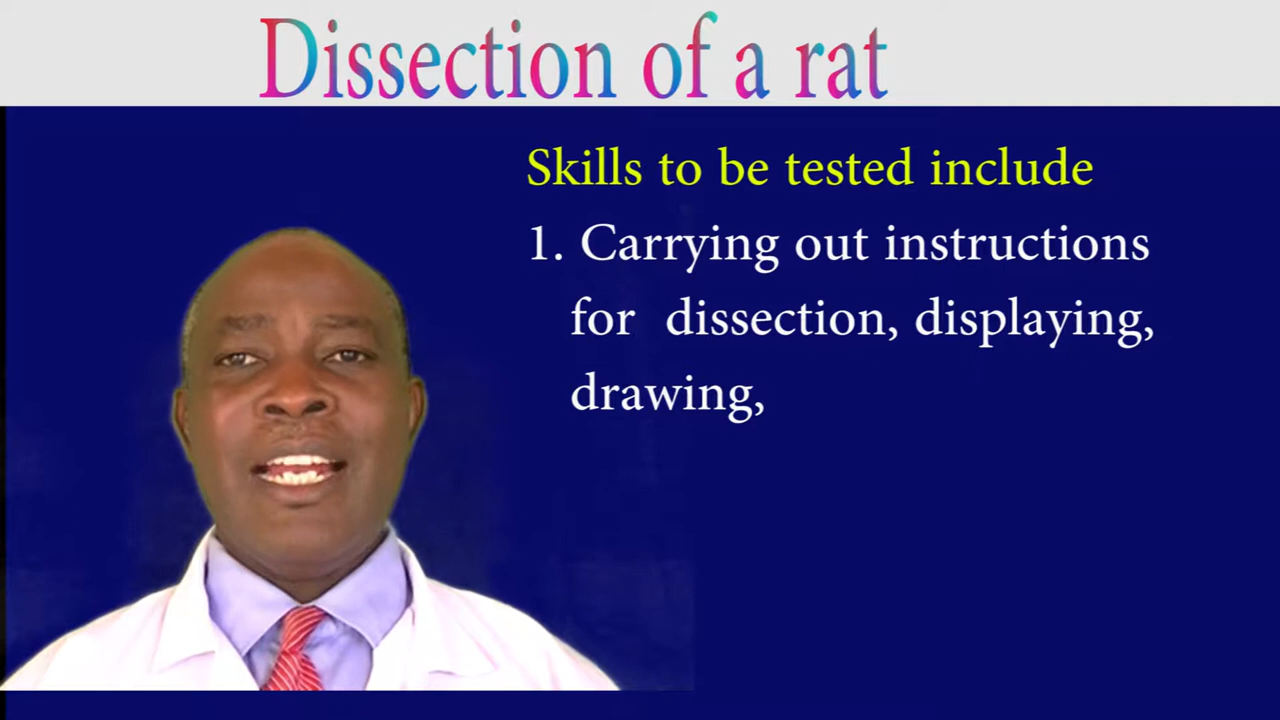 Dissection of a rat
Skills to be tested include
1. Carrying out instructions
for dissection, displaying,
drawing,